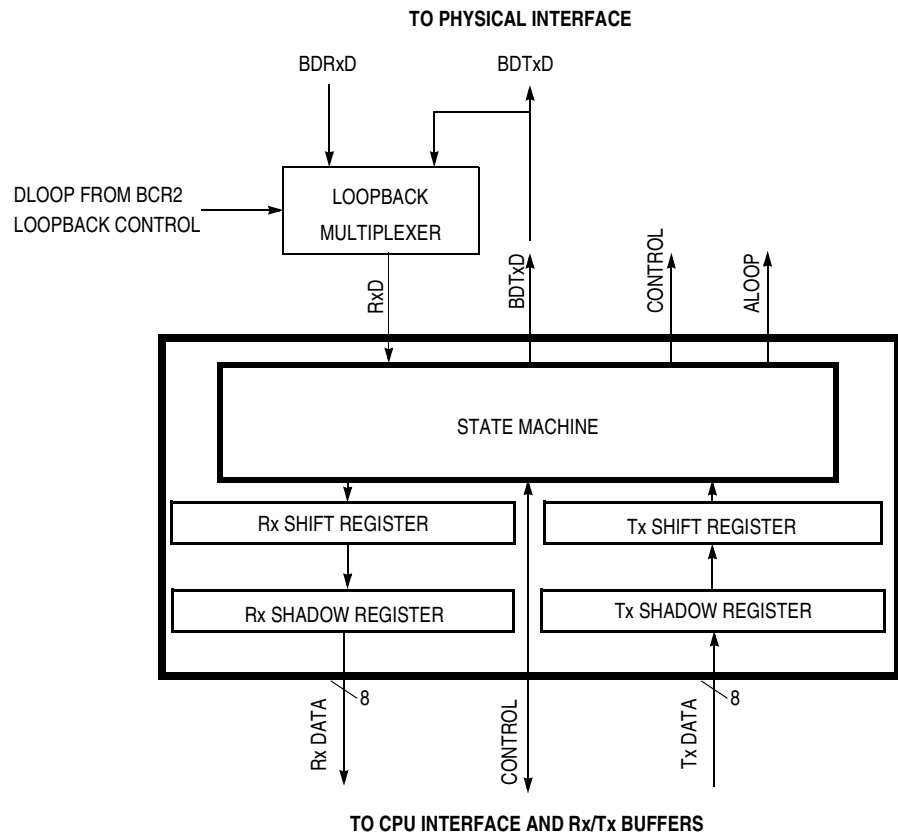 TO PHYSICAL INTERFACE
BDRxD
BDTxD
DLOOP FROM BCR2
LOOPBACK CONTROL
LOOPBACK
MULTIPLEXER
RxD
BDTxD
CONTROL
ALOOP
STATE MACHINE
Rx SHIFT REGISTER
Tx SHIFT REGISTER
Rx SHADOW REGISTER
Tx SHADOW REGISTER
8
8
Rx DATA
CONTROL
Tx DATA
TO CPU INTERFACE AND Rx/Tx BUFFERS